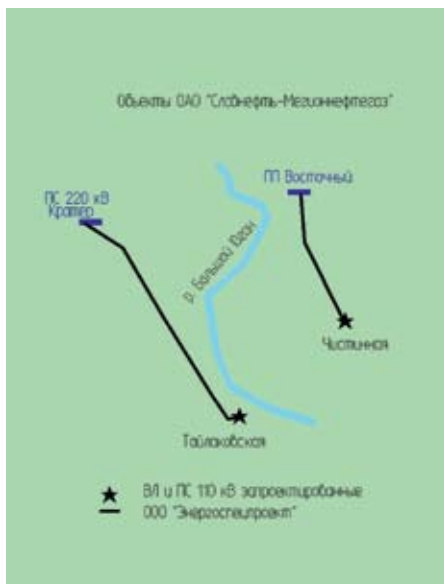 Объекты ОАО "Славнефть-Мегионнефтегаз"
ПП Восточный
ПС 220 кВ
Кратер
р. Большой Юган
Чистинная
Тайлаковская
ВЛ и ПС 110 кВ запроектированные
ООО "Энергоспецпроект"